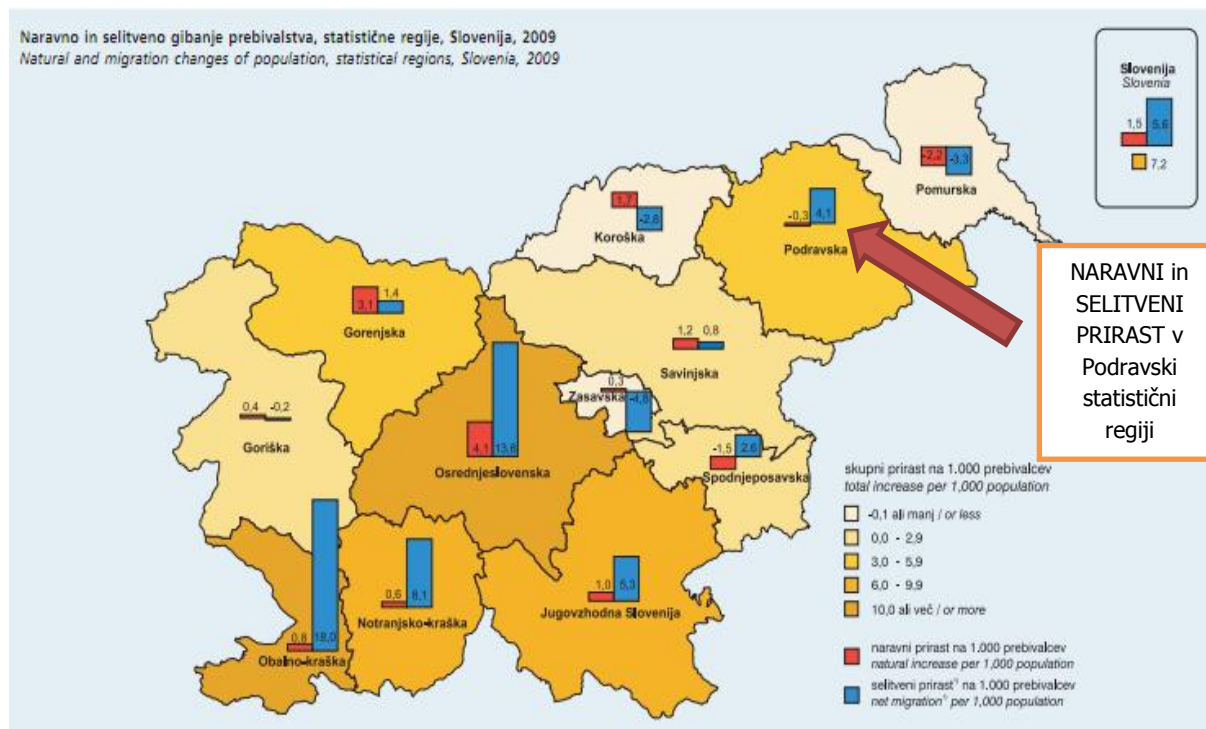 Naravno in selitveno gibanje prebivalstva, statistične regije, Slovenija, 2009
Natural and migration changes of population, statistical regions, Slovenia, 2009
Slovenija
Slovenia
1,5
5,6
7,2
-2,2
-3,3
Pomurska
1,7
-2,8
Koroška
-0,3
4,1
Podravska
NARAVNI in
SELITVENI
PRIRAST v
Podravski
statistični
regiji
3,1
1,4
Gorenjska
1,2
0,8
Savinjska
0,3
-4,8
Zasavska
0,4
-0,2
Goriška
4,1
13,6
Osrednjeslovenska
-1,5
2,6
Spodnjeposavska
0,6
8,1
Notranjsko-kraška
1,0
5,3
Jugovzhodna Slovenija
0,8
18,0
Obalno-kraška
skupni prirast na 1.000 prebivalcev
total increase per 1,000 population
-0,1 ali manj / or less
0,0 - 2,9
3,0 - 5,9
6,0 - 9,9
10,0 ali več / or more
naravni prirast na 1.000 prebivalcev
natural increase per 1,000 population
selitveni prirast¹⁾ na 1.000 prebivalcev
net migration¹⁾ per 1,000 population